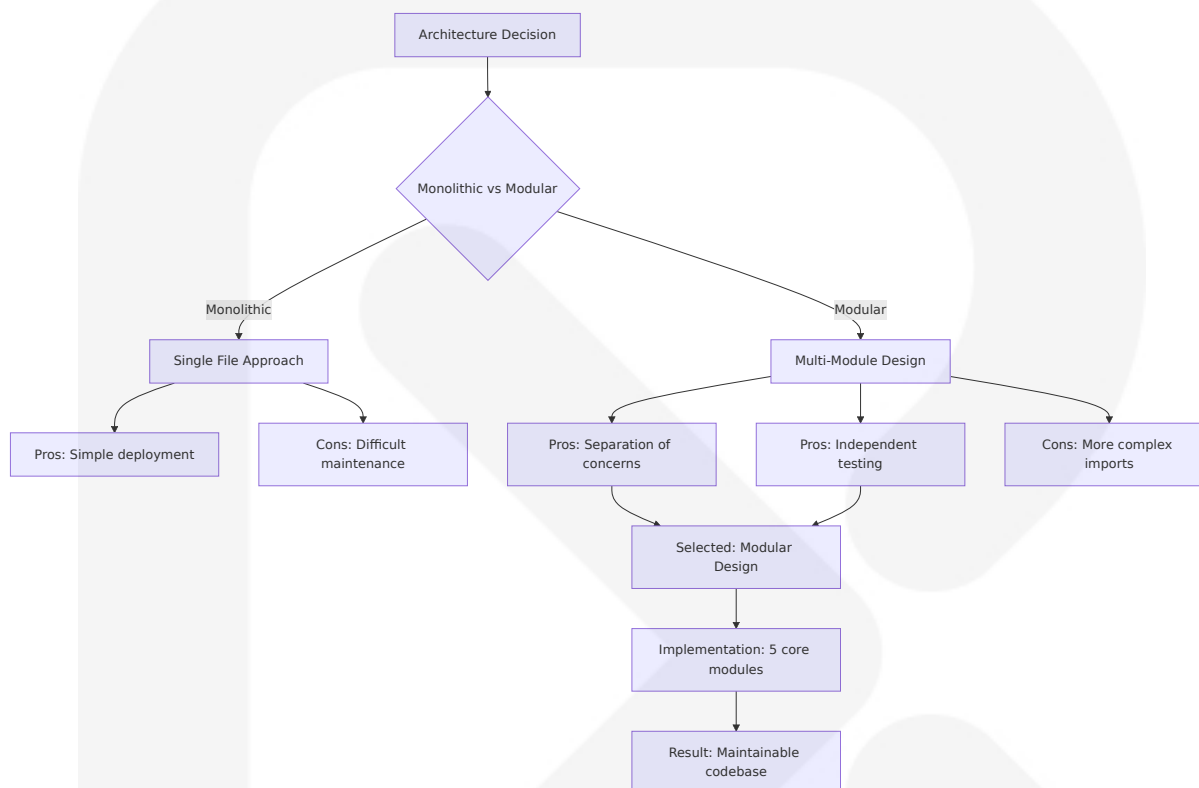 Architecture Decision
Monolithic vs Modular
Monolithic
Modular
Single File Approach
Multi-Module Design
Pros: Simple deployment
Cons: Difficult
maintenance
Pros: Separation of
concerns
Pros: Independent
testing
Cons: More complex
imports
Selected: Modular
Design
Implementation: 5 core
modules
Result: Maintainable
codebase